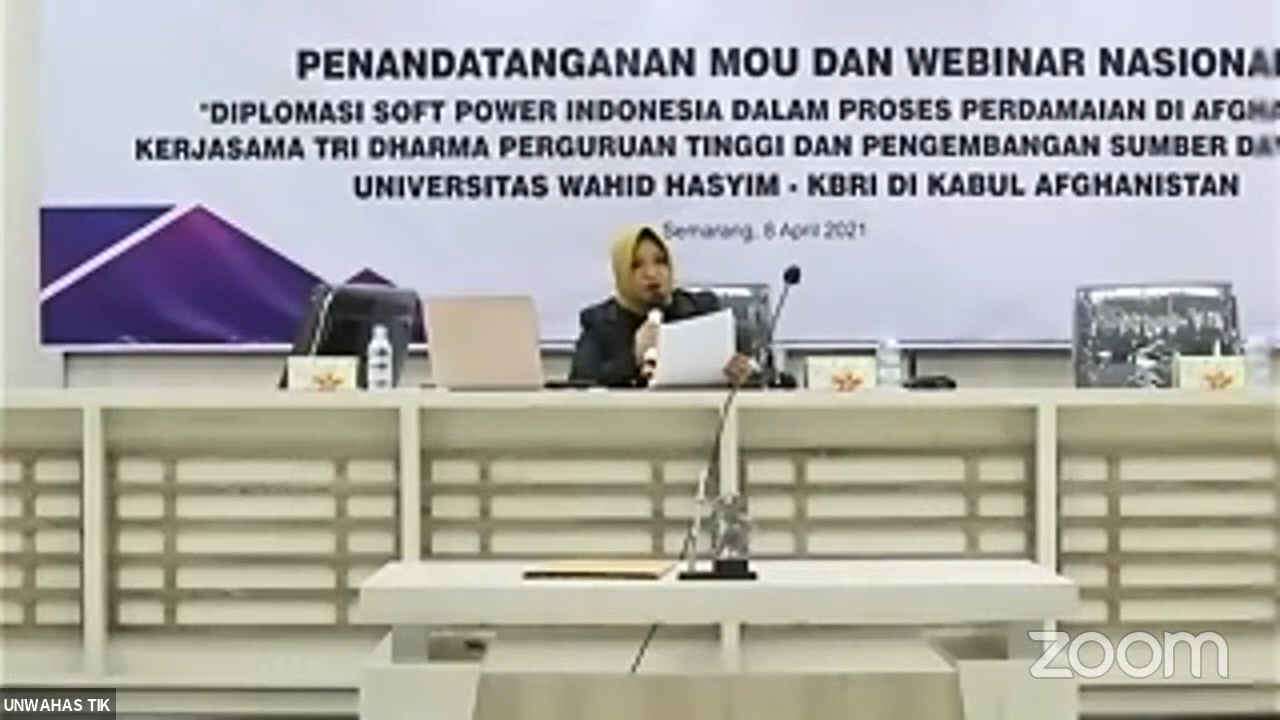 PENANDATANGANAN MOU DAN WEBINAR NASIONAL
"DIPLOMASI SOFT POWER INDONESIA DALAM PROSES PERDAMAIAN DI AFGHA
KERJASAMA TRI DHARMA PERGURUAN TINGGI DAN PENGEMBANGAN SUMBER DAY
UNIVERSITAS WAHID HASYIM - KBRI DI KABUL AFGHANISTAN
Semarang, 8 April 2021
zoom
UNWAHAS TIK